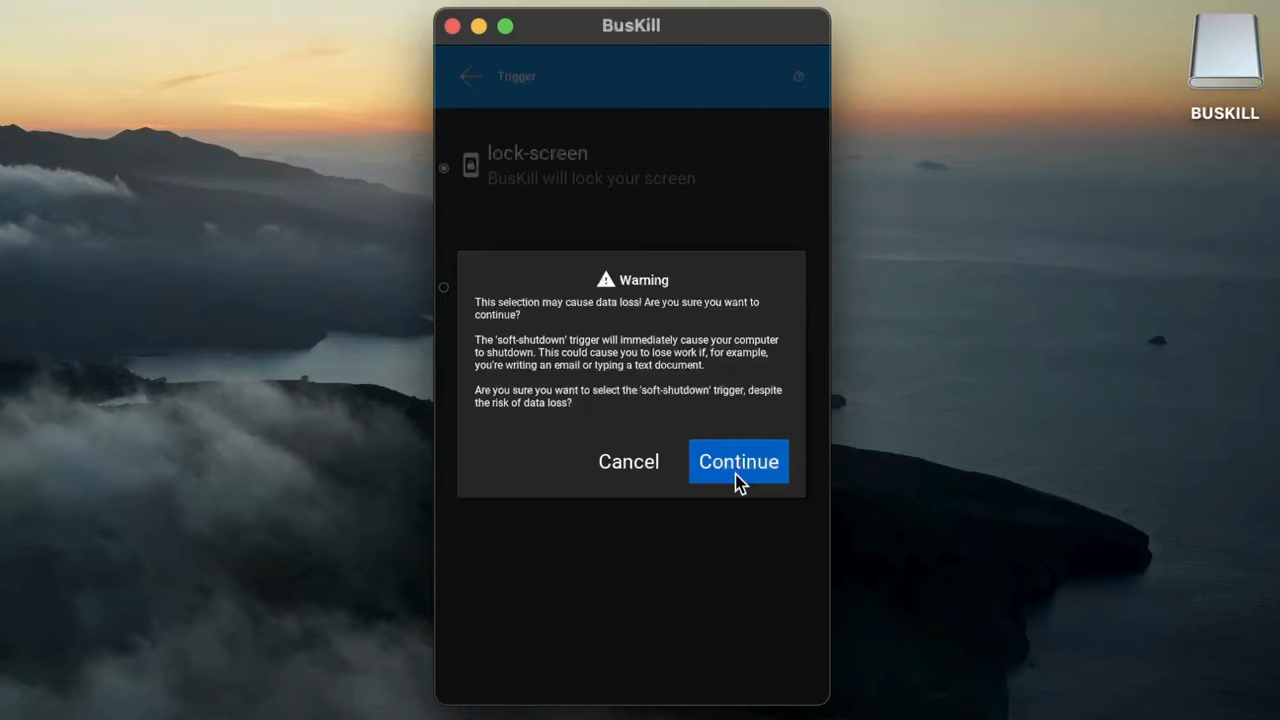 BusKill
Trigger
BUSKILL
lock-screen
BusKill will lock your screen
Warning
This selection may cause data loss! Are you sure you want to
continue?
The 'soft-shutdown' trigger will immediately cause your computer
to shutdown. This could cause you to lose work if, for example,
you're writing an email or typing a text document.
Are you sure you want to select the 'soft-shutdown' trigger, despite
the risk of data loss?
Cancel
Continue